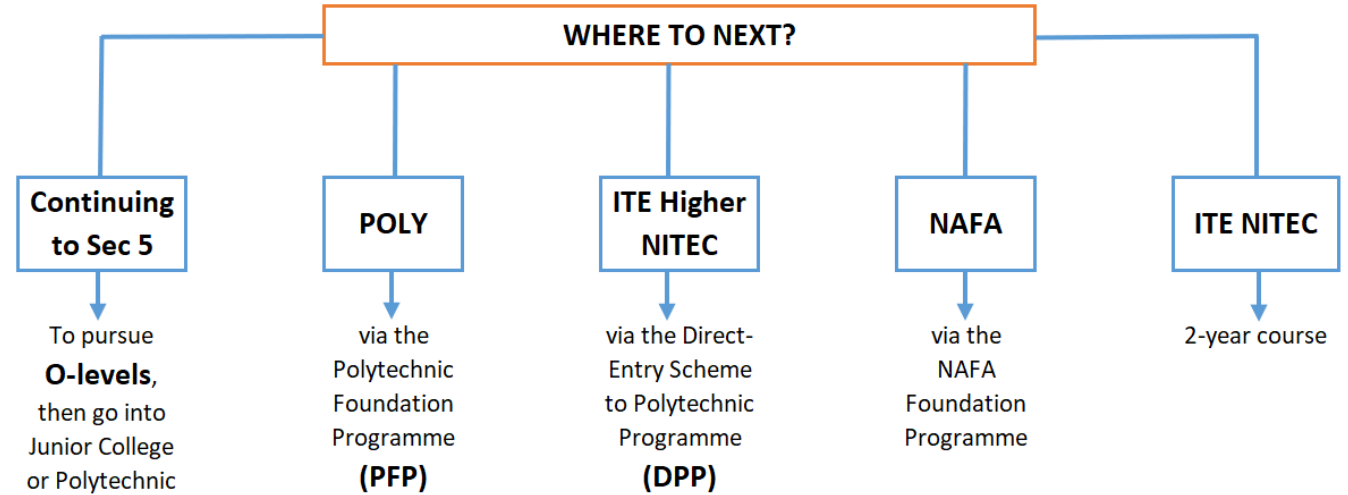 WHERE TO NEXT?
Continuing
to Sec 5
POLY
ITE Higher
NITEC
NAFA
ITE NITEC
To pursue
O-levels,
then go into
Junior College
or Polytechnic
via the
Polytechnic
Foundation
Programme
(PFP)
via the Direct-
Entry Scheme
to Polytechnic
Programme
(DPP)
via the
NAFA
Foundation
Programme
2-year course